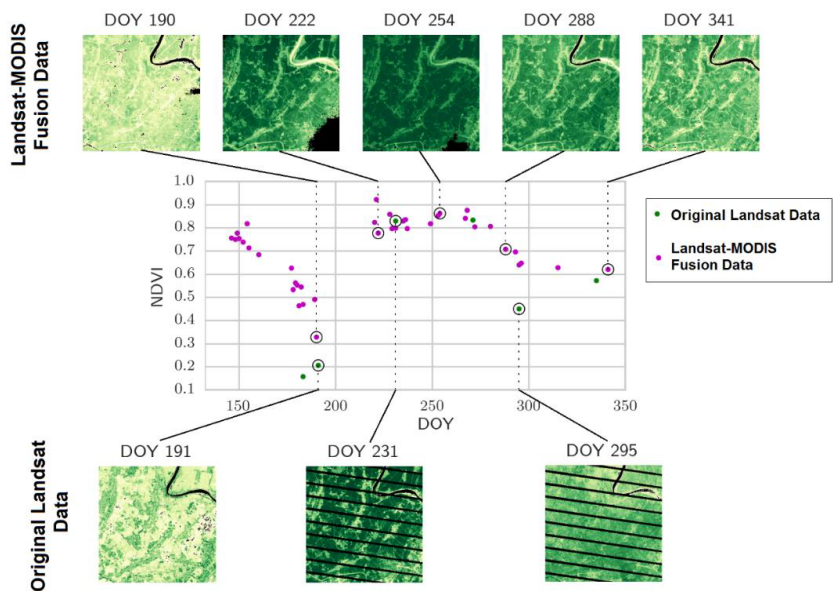 Landsat-MODIS
Fusion Data
DOY 190
DOY 222
DOY 254
DOY 288
DOY 341
1.0
0.9
0.8
0.7
0.6
0.5
0.4
0.3
0.2
0.1
NDVI
150
200
250
300
350
DOY
Original Landsat Data
Landsat-MODIS
Fusion Data
Original Landsat
Data
DOY 191
DOY 231
DOY 295